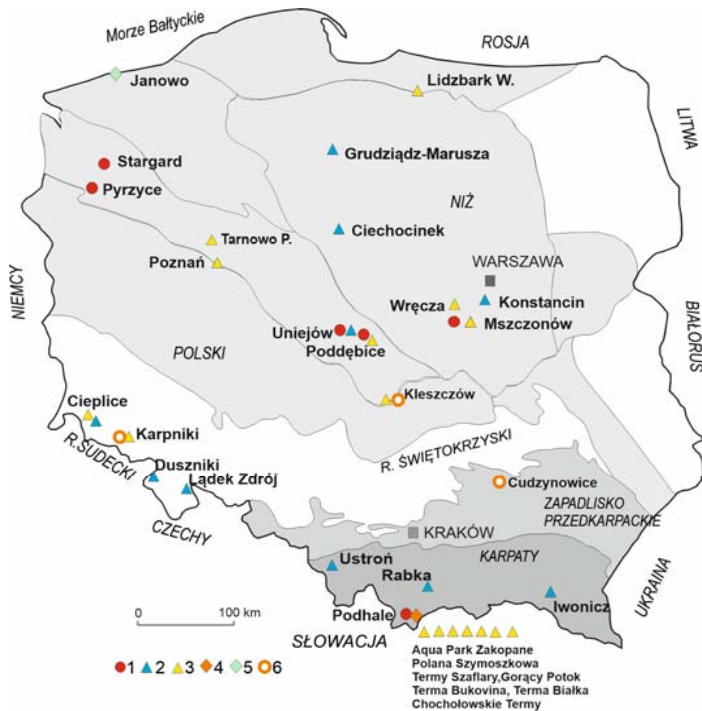 Morze Bałtyckie
ROSJA
Janowo
Lidzbark W.
LITWA
Stargard
Grudziądz-Marusza
Pyrzyce
NIŻ
Ciechocinek
Tarnowo P.
Poznań
WARSZAWA
NIEMCY
Wręcza
Konstancin
BIAŁORUS
Uniejów
Mszczonów
Poddębice
POLSKI
Kleszczów
Cieplice
Karpniki
R.SUDECKI
R. ŚWIĘTOKRZYSKI
Duszniki
Lądek Zdrój
Cudzynowice
ZAPADLISKO
PRZEDKARPACKIE
CZECHY
KRAKÓW
KARPATY
Ustroń
Rabka
UKRAINA
Iwonicz
0 100 km
Podhale
SŁOWACJA
Aqua Park Zakopane
Polana Szymoszkowa
Termy Szaflary,Gorący Potok
Terma Bukovina, Terma Białka
Chochołowskie Termy
1 2 3 4 5 6